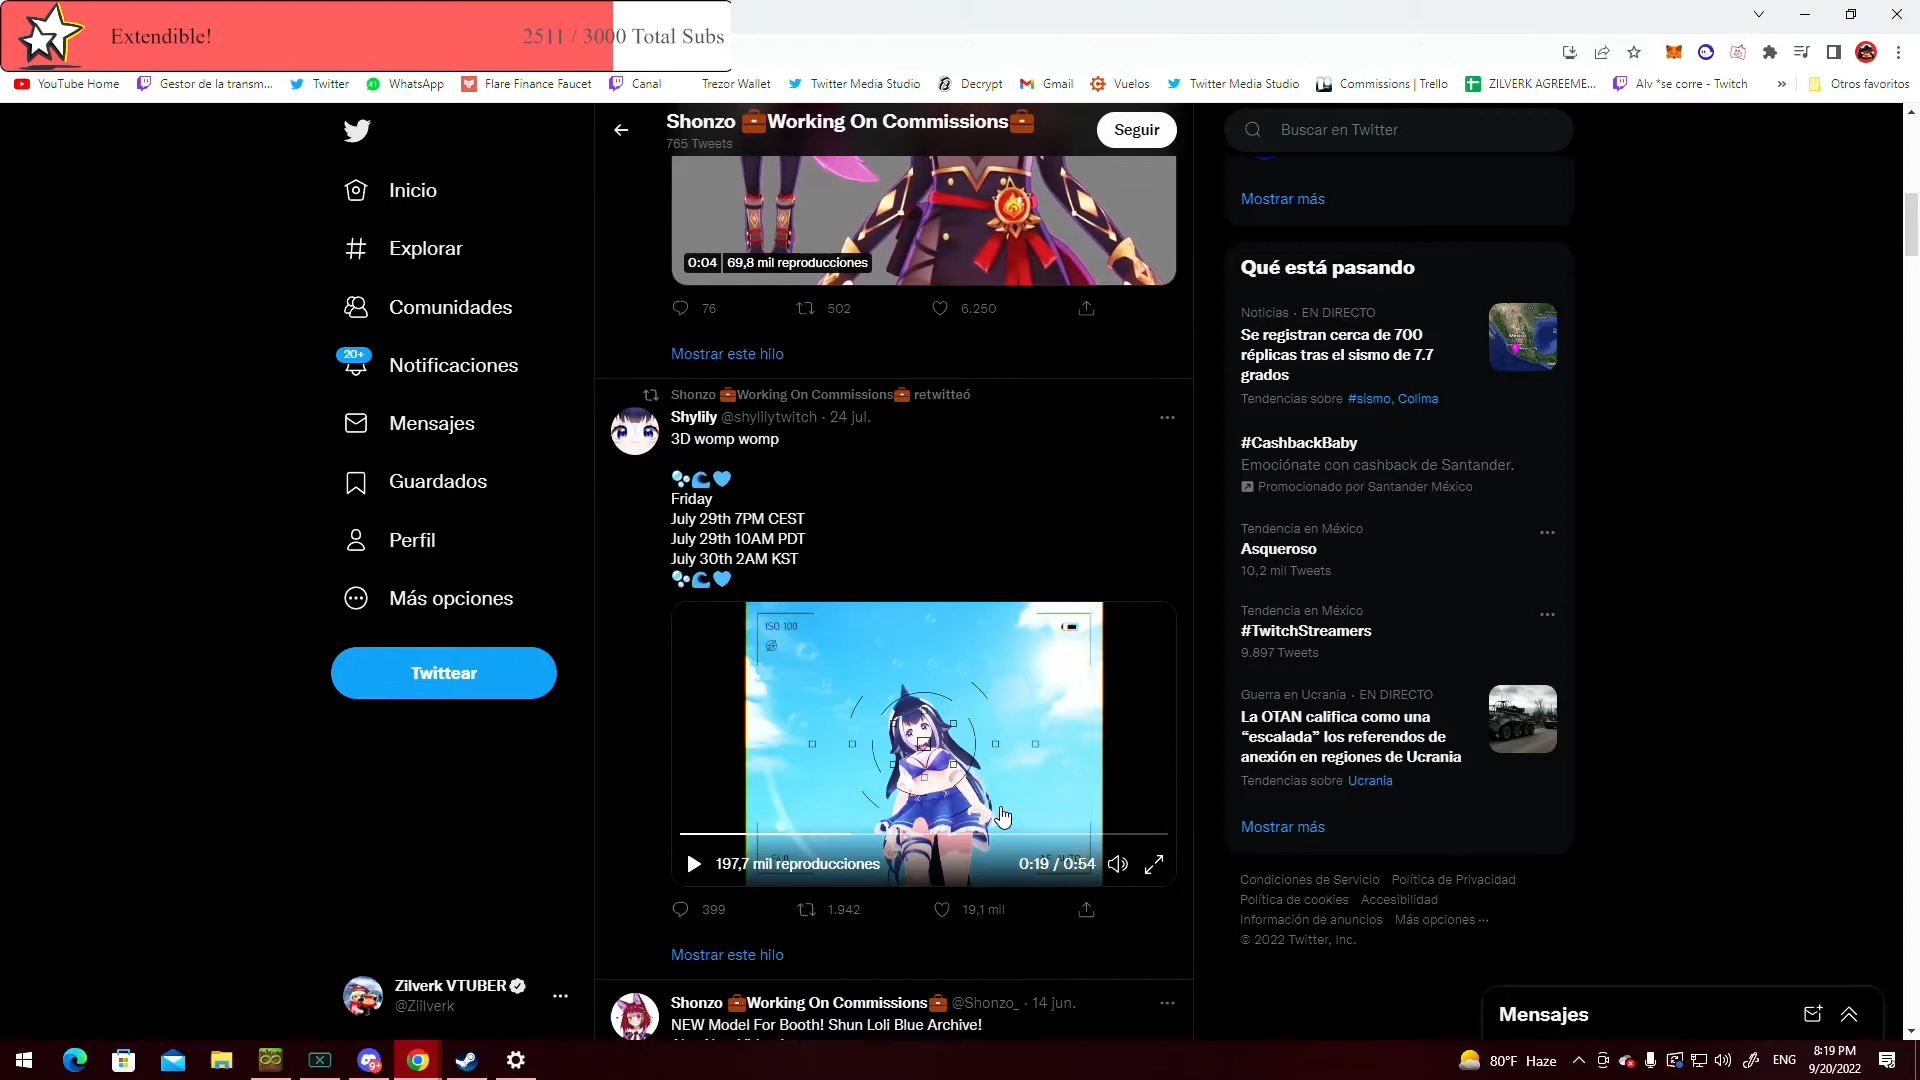 Extendible!
2511 / 3000 Total Subs
YouTube Home
Gestor de la transm...
Twitter
WhatsApp
Flare Finance Faucet
Canal
Trezor Wallet
Twitter Media Studio
Decrypt
Gmail
Vuelos
Twitter Media Studio
Commissions | Trello
ZILVERK AGREEME...
Alv *se corre - Twitch
»
Otros favoritos
Inicio
Explorar
Comunidades
20+
Notificaciones
Mensajes
Guardados
Perfil
Más opciones
Twittear
Zilverk VTUBER
@Ziilverk
Shonzo 💼Working On Commissions💼
765 Tweets
Seguir
0:04 69,8 mil reproducciones
76 502 6.250
Mostrar este hilo
Shonzo 💼Working On Commissions💼 retwitteó
Shylily @shylilytwitch · 24 jul.
3D womp womp
🫧🌊💙
Friday
July 29th 7PM CEST
July 29th 10AM PDT
July 30th 2AM KST
🫧🌊💙
ISO 100
197,7 mil reproducciones 0:19 / 0:54
399 1.942 19,1 mil
Mostrar este hilo
Shonzo 💼Working On Commissions💼 @Shonzo_ · 14 jun.
NEW Model For Booth! Shun Loli Blue Archive!
Buscar en Twitter
Mostrar más
Qué está pasando
Noticias · EN DIRECTO
Se registran cerca de 700
réplicas tras el sismo de 7.7
grados
Tendencias sobre #sismo, Colima
#CashbackBaby
Emociónate con cashback de Santander.
Promocionado por Santander México
Tendencia en México
Asqueroso
10,2 mil Tweets
Tendencia en México
#TwitchStreamers
9.897 Tweets
Guerra en Ucrania · EN DIRECTO
La OTAN califica como una
“escalada” los referendos de
anexión en regiones de Ucrania
Tendencias sobre Ucrania
Mostrar más
Condiciones de Servicio Política de Privacidad
Política de cookies Accesibilidad
Información de anuncios Más opciones ···
© 2022 Twitter, Inc.
Mensajes
9+
80°F Haze
ENG
8:19 PM
9/20/2022